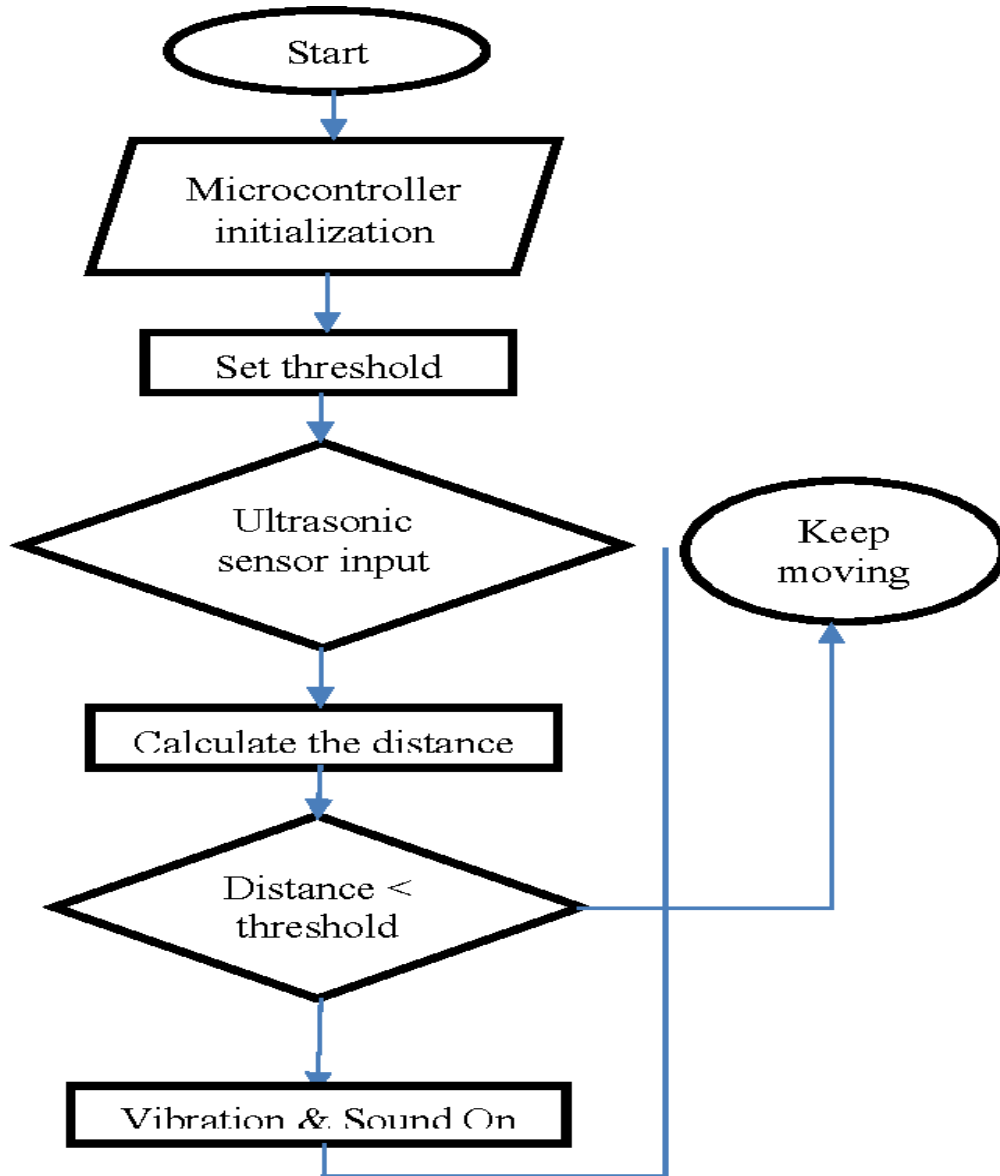 Start
Microcontroller
initialization
Set threshold
Ultrasonic
sensor input
Keep
moving
Calculate the distance
Distance <
threshold
Vibration & Sound On